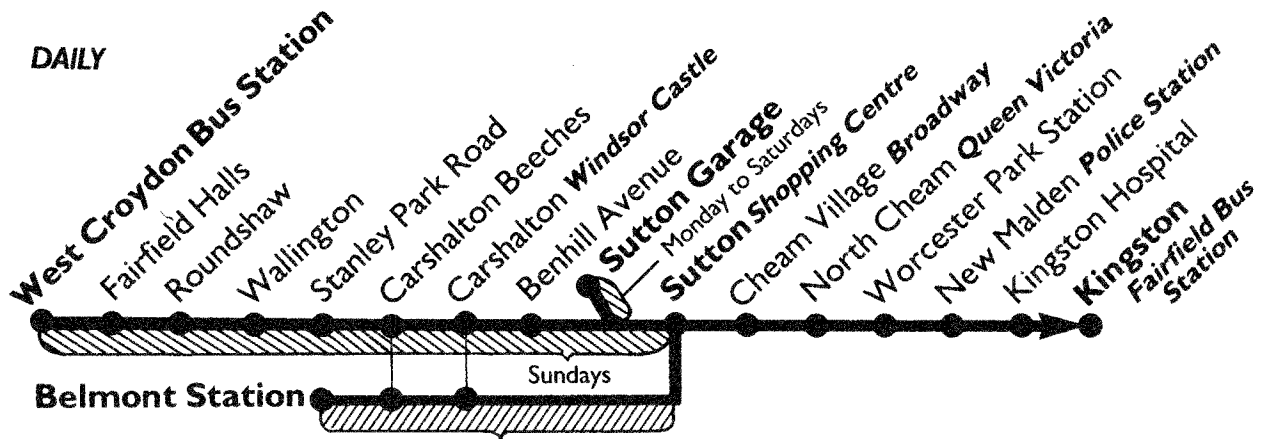 DAILY
West Croydon Bus Station
Fairfield Halls
Roundshaw
Wallington
Stanley Park Road
Carshalton Beeches
Carshalton Windsor Castle
Benhill Avenue
Sutton Garage
Monday to Saturdays
Sutton Shopping Centre
Cheam Village Broadway
North Cheam Queen Victoria
Worcester Park Station
New Malden Police Station
Kingston Hospital
Kingston
Fairfield Bus
Station
Sundays
Belmont Station